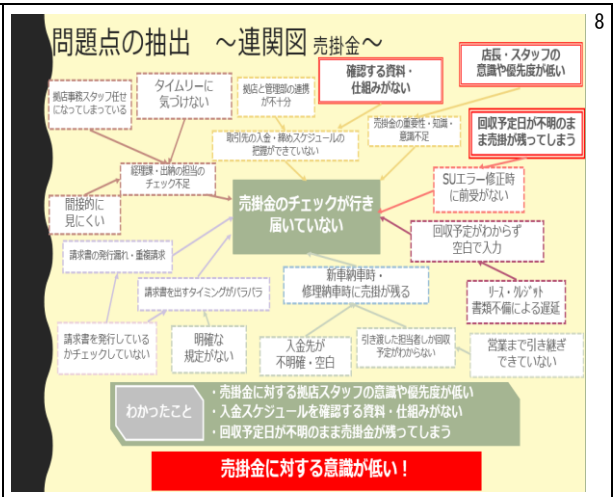 8
問題点の抽出 ～連関図 売掛金～
拠店事務スタッフ任せ
になってしまっている
タイムリーに
気づけない
拠店と管理部の連携
が不十分
確認する資料・
仕組みがない
店長・スタッフの
意識や優先度が低い
取引先の入金・締めスケジュールの
把握ができていない
売掛金の重要性・知識・
意識不足
回収予定日が不明のま
ま売掛が残ってしまう
経理課・出納の担当の
チェック不足
間接的に
見にくい
売掛金のチェックが行き
届いていない
SUエラー修正時
に前受がない
回収予定がわからず
空白で入力
請求書の発行漏れ・重複請求
請求書を出すタイミングがバラバラ
新車納車時・
修理納車時に売掛が残る
ﾘｰｽ・ｸﾚｼﾞｯﾄ
書類不備による遅延
請求書を発行している
かチェックしていない
明確な
規定がない
入金先が
不明確・空白
引き渡した担当者しか回収
予定がわからない
営業まで引き継ぎ
できていない
わかったこと
・売掛金に対する拠店スタッフの意識や優先度が低い
・入金スケジュールを確認する資料・仕組みがない
・回収予定日が不明のまま売掛金が残ってしまう
売掛金に対する意識が低い！